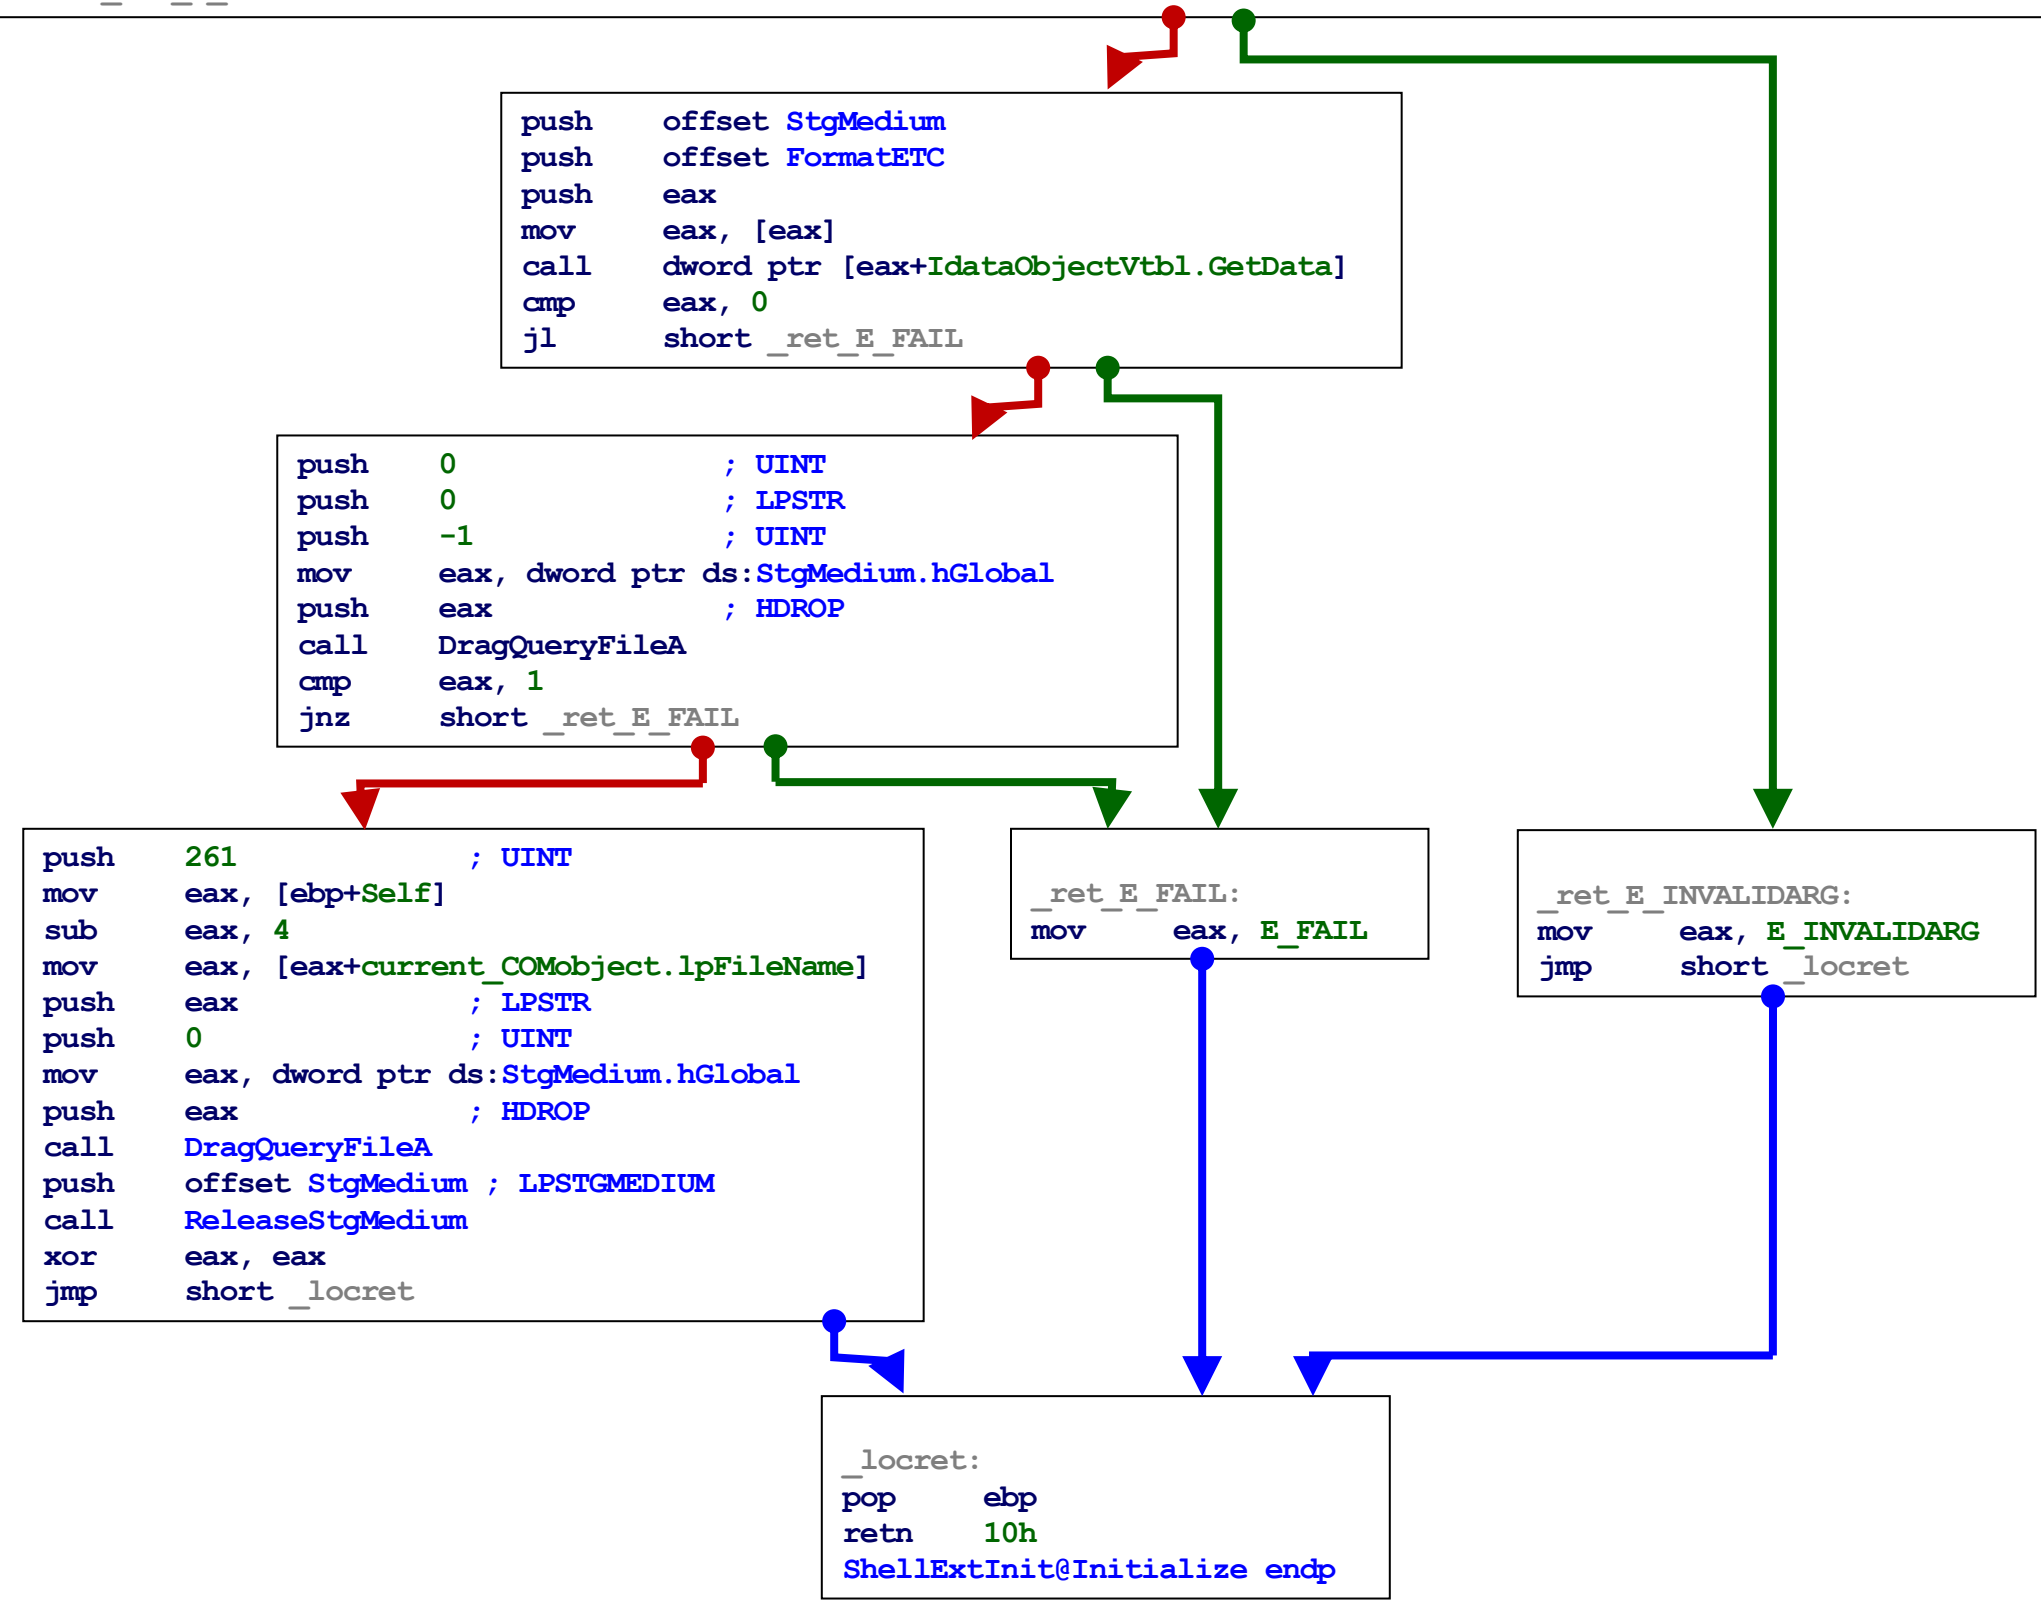 push    offset StgMedium
push    offset FormatETC
push    eax
mov     eax, [eax]
call    dword ptr [eax+IdataObjectVtbl.GetData]
cmp     eax, 0
jl      short _ret_E_FAIL
push    0               ; UINT
push    0               ; LPSTR
push    -1              ; UINT
mov     eax, dword ptr ds:StgMedium.hGlobal
push    eax             ; HDROP
call    DragQueryFileA
cmp     eax, 1
jnz     short _ret_E_FAIL
push    261             ; UINT
mov     eax, [ebp+Self]
sub     eax, 4
mov     eax, [eax+current_COMobject.lpFileName]
push    eax             ; LPSTR
push    0               ; UINT
mov     eax, dword ptr ds:StgMedium.hGlobal
push    eax             ; HDROP
call    DragQueryFileA
push    offset StgMedium ; LPSTGMEDIUM
call    ReleaseStgMedium
xor     eax, eax
jmp     short _locret
_ret_E_FAIL:
mov     eax, E_FAIL
_ret_E_INVALIDARG:
mov     eax, E_INVALIDARG
jmp     short _locret
_locret:
pop     ebp
retn    10h
ShellExtInit@Initialize endp